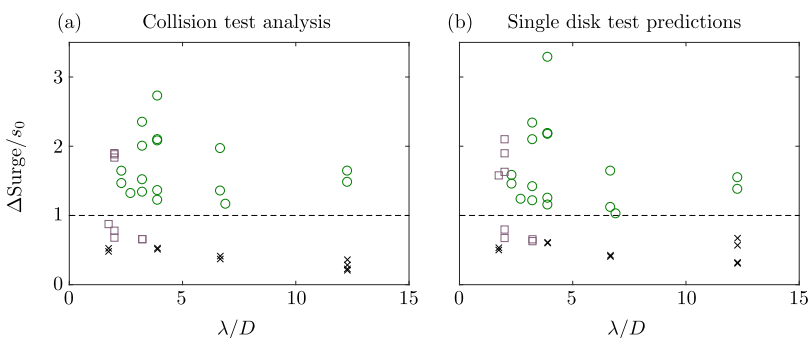 (a) Collision test analysis
(b) Single disk test predictions
ΔSurge/s₀
3
2
1
0
0 5 10 15
0 5 10 15
λ/D
λ/D